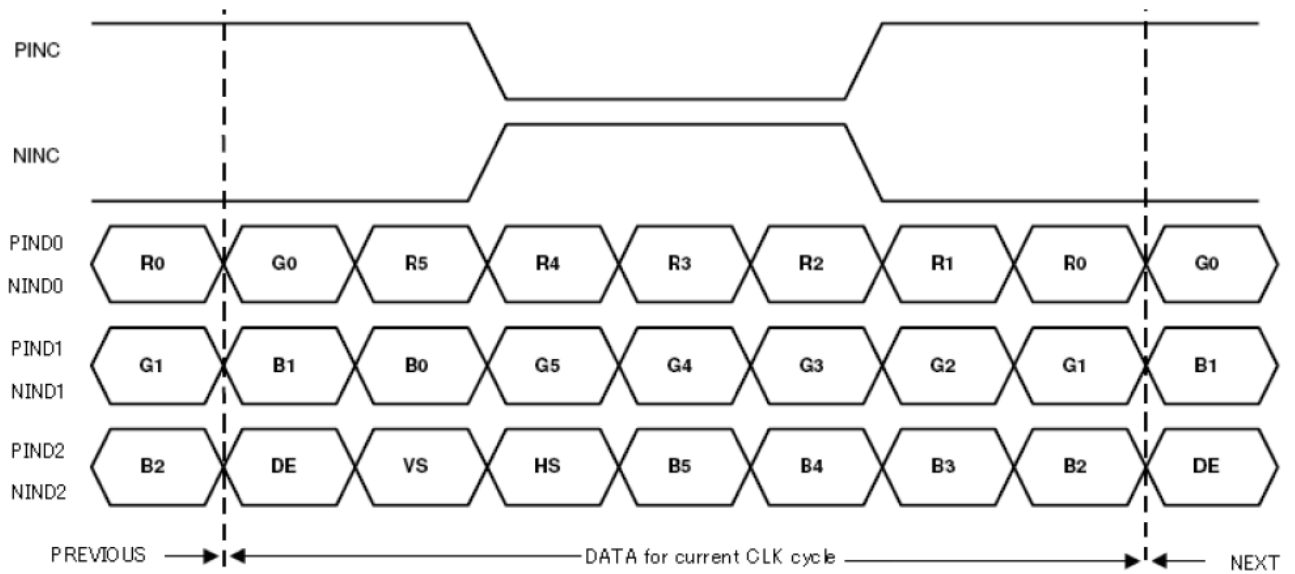 PINC
NINC
PIND0
NIND0
R0 G0 R5 R4 R3 R2 R1 R0 G0
PIND1
NIND1
G1 B1 B0 G5 G4 G3 G2 G1 B1
PIND2
NIND2
B2 DE VS HS B5 B4 B3 B2 DE
PREVIOUS DATA for current CLK cycle NEXT